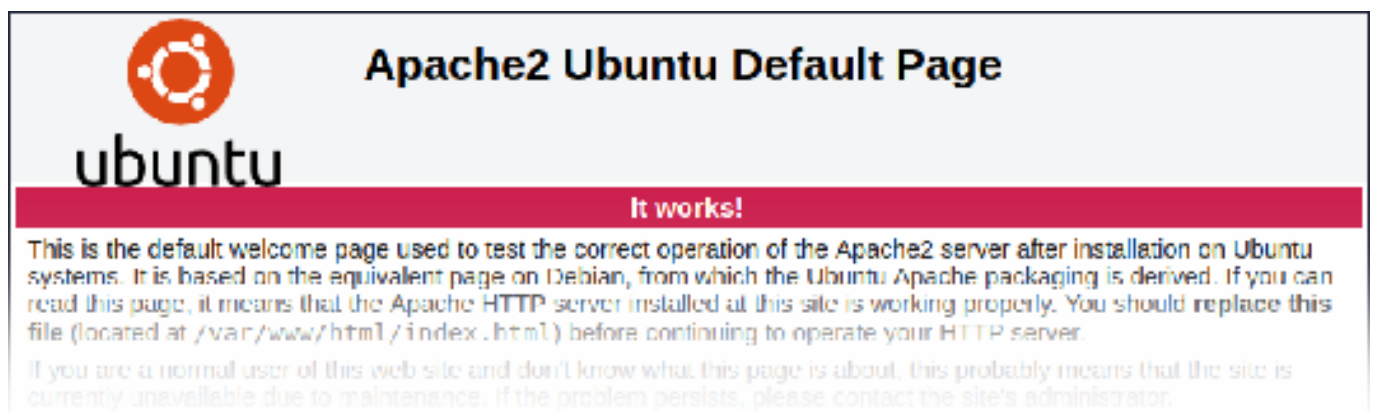 Apache2 Ubuntu Default Page
ubuntu
It works!
This is the default welcome page used to test the correct operation of the Apache2 server after installation on Ubuntu
systems. It is based on the equivalent page on Debian, from which the Ubuntu Apache packaging is derived. If you can
read this page, it means that the Apache HTTP server installed at this site is working properly. You should replace this
file (located at /var/www/html/index.html) before continuing to operate your HTTP server.
If you are a normal user of this web site and don't know what this page is about, this probably means that the site is
currently unavailable due to maintenance. If the problem persists, please contact the site's administrator.